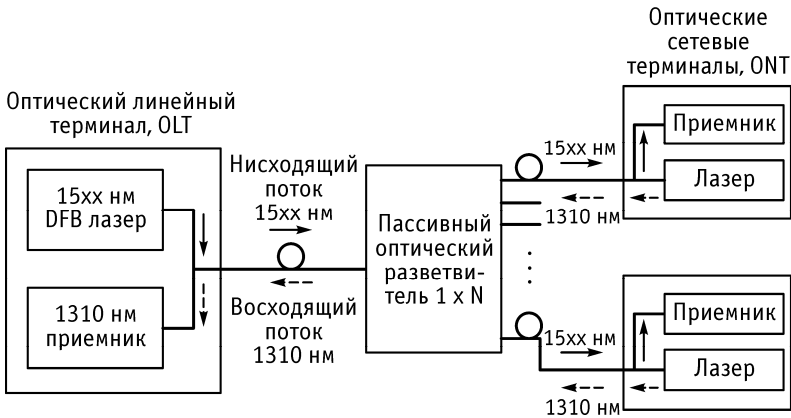 Оптический линейный
терминал, OLT
15xx нм
DFB лазер
1310 нм
приемник
Нисходящий
поток
15xx нм
Восходящий
поток
1310 нм
Пассивный
оптический
разветви-
тель 1 x N
Оптические
сетевые
терминалы, ONT
15xx нм
1310 нм
Приемник
Лазер
15xx нм
1310 нм
Приемник
Лазер